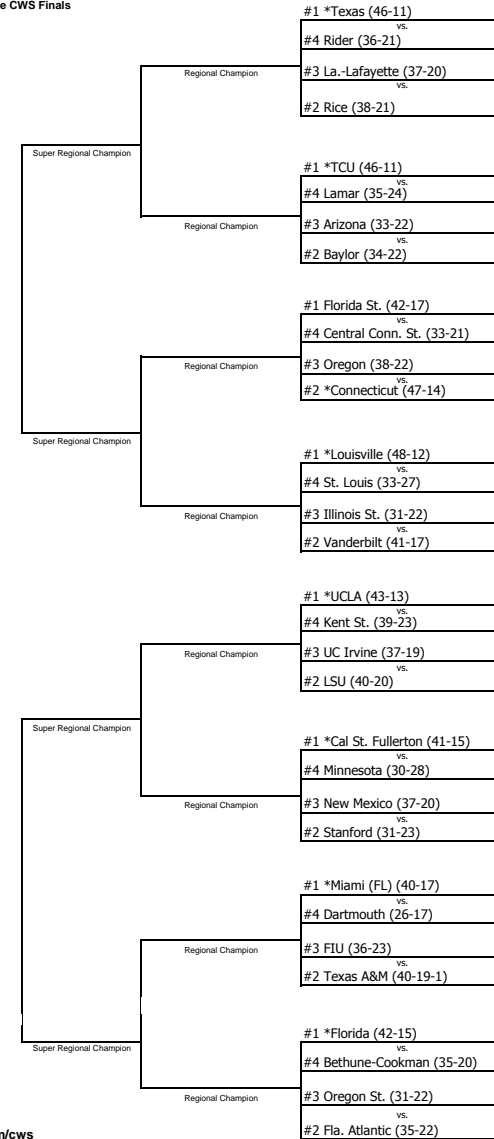 e CWS Finals
#1 *Texas (46-11)
vs.
#4 Rider (36-21)
Regional Champion
#3 La.-Lafayette (37-20)
vs.
#2 Rice (38-21)
Super Regional Champion
#1 *TCU (46-11)
vs.
#4 Lamar (35-24)
Regional Champion
#3 Arizona (33-22)
vs.
#2 Baylor (34-22)
#1 Florida St. (42-17)
vs.
#4 Central Conn. St. (33-21)
Regional Champion
#3 Oregon (38-22)
vs.
#2 *Connecticut (47-14)
Super Regional Champion
#1 *Louisville (48-12)
vs.
#4 St. Louis (33-27)
Regional Champion
#3 Illinois St. (31-22)
vs.
#2 Vanderbilt (41-17)
#1 *UCLA (43-13)
vs.
#4 Kent St. (39-23)
Regional Champion
#3 UC Irvine (37-19)
vs.
#2 LSU (40-20)
Super Regional Champion
#1 *Cal St. Fullerton (41-15)
vs.
#4 Minnesota (30-28)
Regional Champion
#3 New Mexico (37-20)
vs.
#2 Stanford (31-23)
#1 *Miami (FL) (40-17)
vs.
#4 Dartmouth (26-17)
Regional Champion
#3 FIU (36-23)
vs.
#2 Texas A&M (40-19-1)
Super Regional Champion
#1 *Florida (42-15)
vs.
#4 Bethune-Cookman (35-20)
Regional Champion
#3 Oregon St. (31-22)
vs.
#2 Fla. Atlantic (35-22)
m/cws